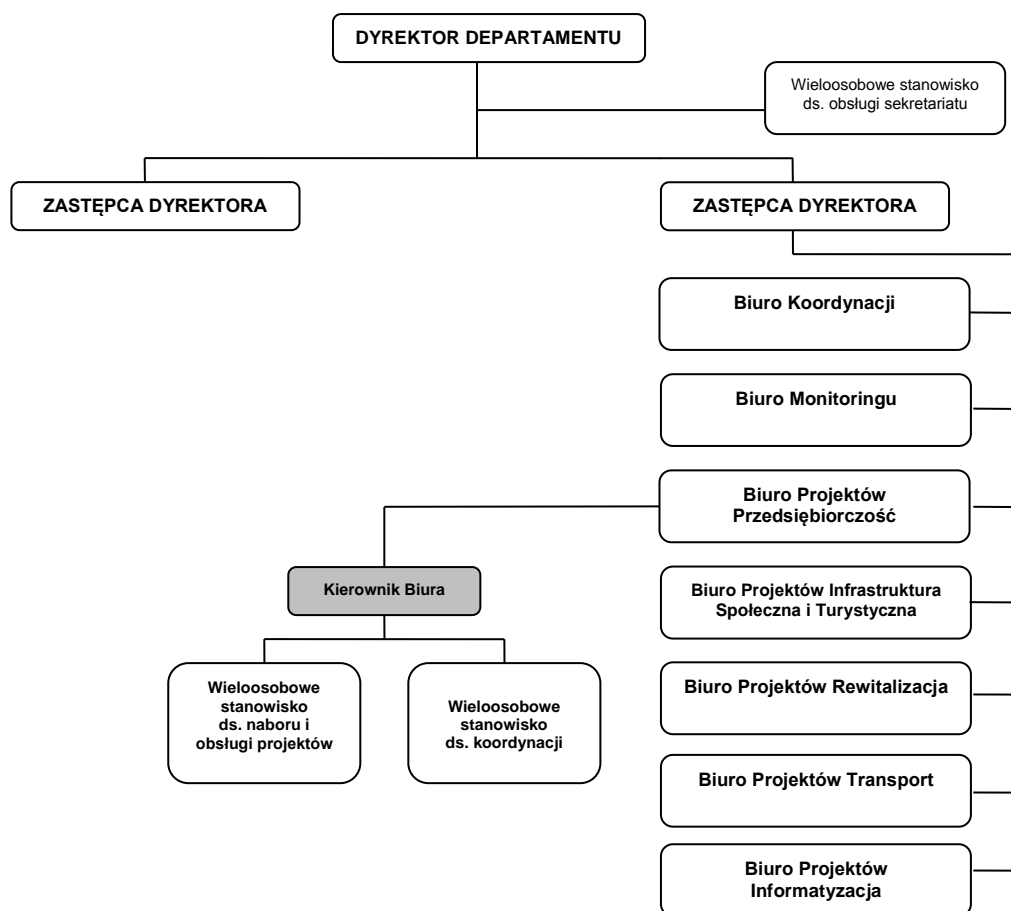 DYREKTOR DEPARTAMENTU
Wieloosobowe stanowisko
ds. obsługi sekretariatu
ZASTĘPCA DYREKTORA
ZASTĘPCA DYREKTORA
Biuro Koordynacji
Biuro Monitoringu
Biuro Projektów
Przedsiębiorczość
Kierownik Biura
Biuro Projektów Infrastruktura
Społeczna i Turystyczna
Wieloosobowe
stanowisko
ds. naboru i
obsługi projektów
Wieloosobowe
stanowisko
ds. koordynacji
Biuro Projektów Rewitalizacja
Biuro Projektów Transport
Biuro Projektów
Informatyzacja